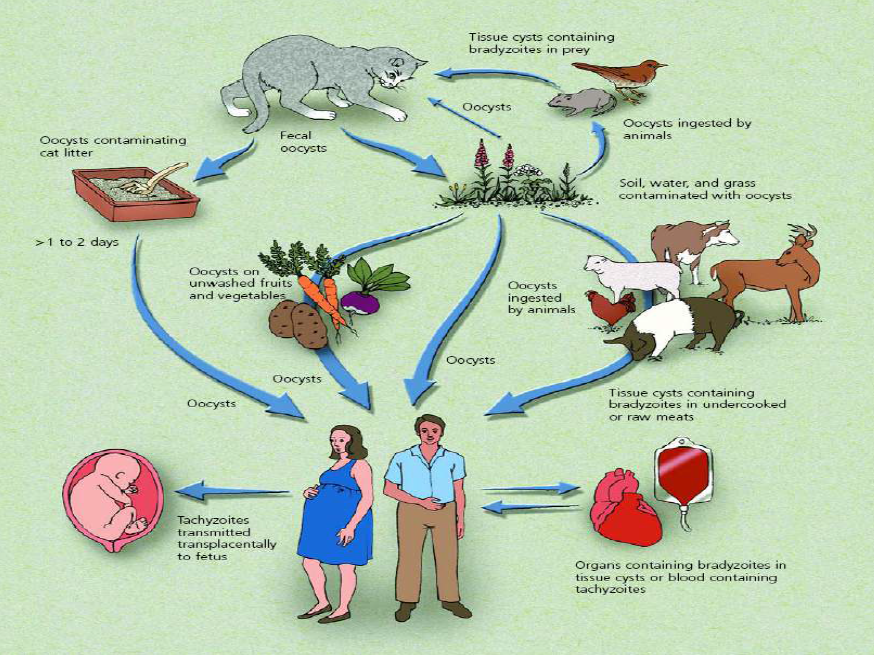 Tissue cysts containing
bradyzoites in prey
Oocysts
Oocysts contaminating
cat litter
Fecal
oocysts
Oocysts ingested by
animals
Soil, water, and grass
contaminated with oocysts
>1 to 2 days
Oocysts on
unwashed fruits
and vegetables
Oocysts
ingested
by animals
Oocysts
Oocysts
Oocysts
Tissue cysts containing
bradyzoites in undercooked
or raw meats
Tachyzoites
transmitted
transplacentally
to fetus
Organs containing bradyzoites in
tissue cysts or blood containing
tachyzoites